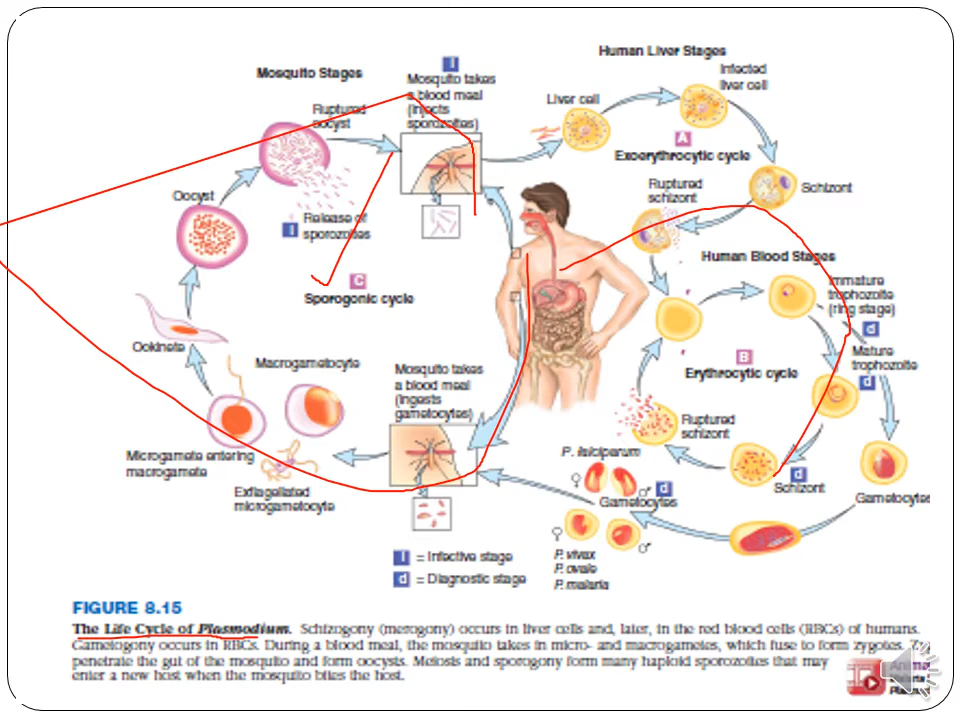 Human Liver Stages
Mosquito Stages
i
Mosquito takes
a blood meal
(injects
sporozoites)
Infected
liver cell
Liver cell
Ruptured
oocyst
A
Exoerythrocytic cycle
Oocyst
Ruptured
schizont
Schizont
i
Release of
sporozoites
Human Blood Stages
C
Sporogonic cycle
Immature
trophozoite
(ring stage)
d
Ookinete
Macrogametocyte
Mosquito takes
a blood meal
(ingests
gametocytes)
B
Erythrocytic cycle
Mature
trophozoite
d
Ruptured
schizont
Microgamete entering
macrogamete
P. falciparum
♀
♂
d
Gametocytes
d
Schizont
Gametocytes
Exflagellated
microgametocyte
♀
♂
P. vivax
P. ovale
P. malaria
i = Infective stage
d = Diagnostic stage
FIGURE 8.15
The Life Cycle of Plasmodium. Schizogony (merogony) occurs in liver cells and, later, in the red blood cells (RBCs) of humans.
Gametogony occurs in RBCs. During a blood meal, the mosquito takes in micro- and macrogametes, which fuse to form zygotes.
penetrate the gut of the mosquito and form oocysts. Meiosis and sporogony form many haploid sporozoites that may
enter a new host when the mosquito bites the host.